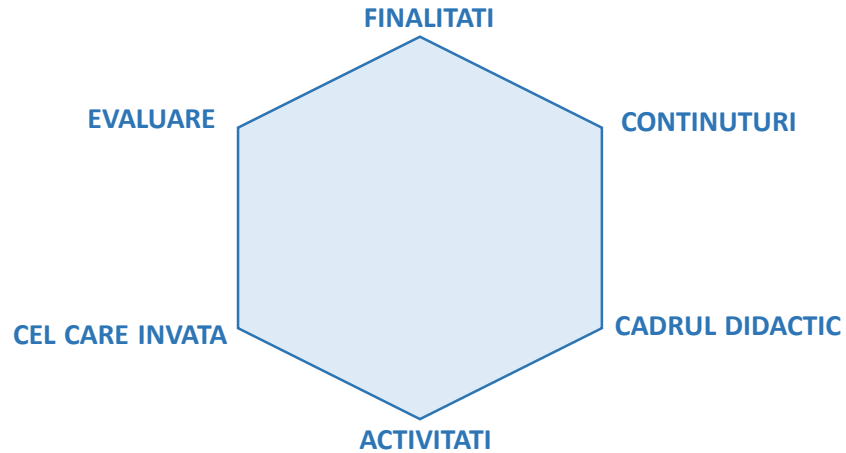 FINALITATI
EVALUARE
CONTINUTURI
CEL CARE INVATA
CADRUL DIDACTIC
ACTIVITATI